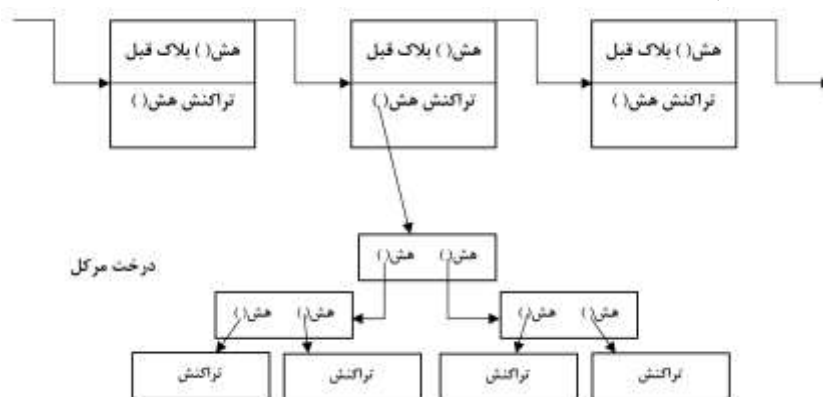 هش( ) بلاک قبل هش( ) بلاک قبل هش( ) بلاک قبل
تراکنش هش( ) تراکنش هش( ) تراکنش هش( )
هش( ) هش( )
درخت مرکل
هش( ) هش( ) هش( ) هش( )
تراکنش تراکنش تراکنش تراکنش